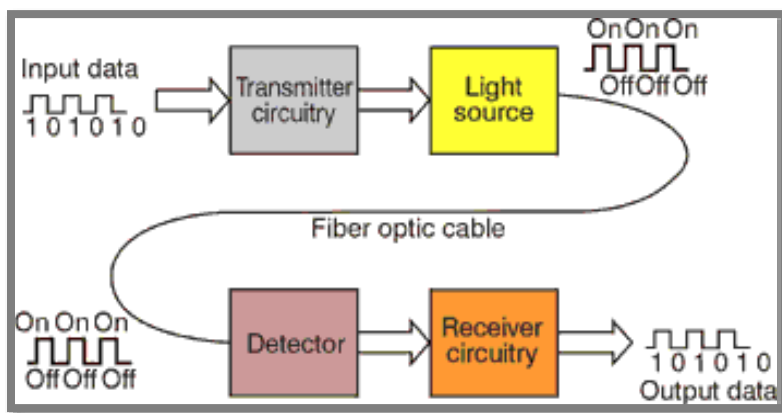 On On On
Off Off Off
Input data
1 0 1 0 1 0
Transmitter
circuitry
Light
source
Fiber optic cable
On On On
Off Off Off
Detector
Receiver
circuitry
1 0 1 0 1 0
Output data